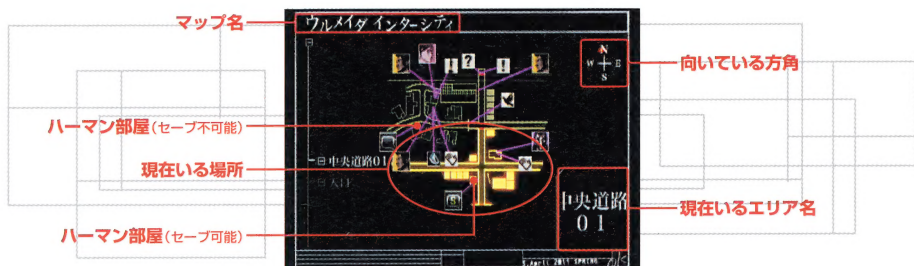 マップ名
ウルメイダ インターシティ
N
W E
S
向いている方角
ハーマン部屋（セーブ不可能）
中央道路01
現在いる場所
入口
中央道路
01
現在いるエリア名
ハーマン部屋（セーブ可能）